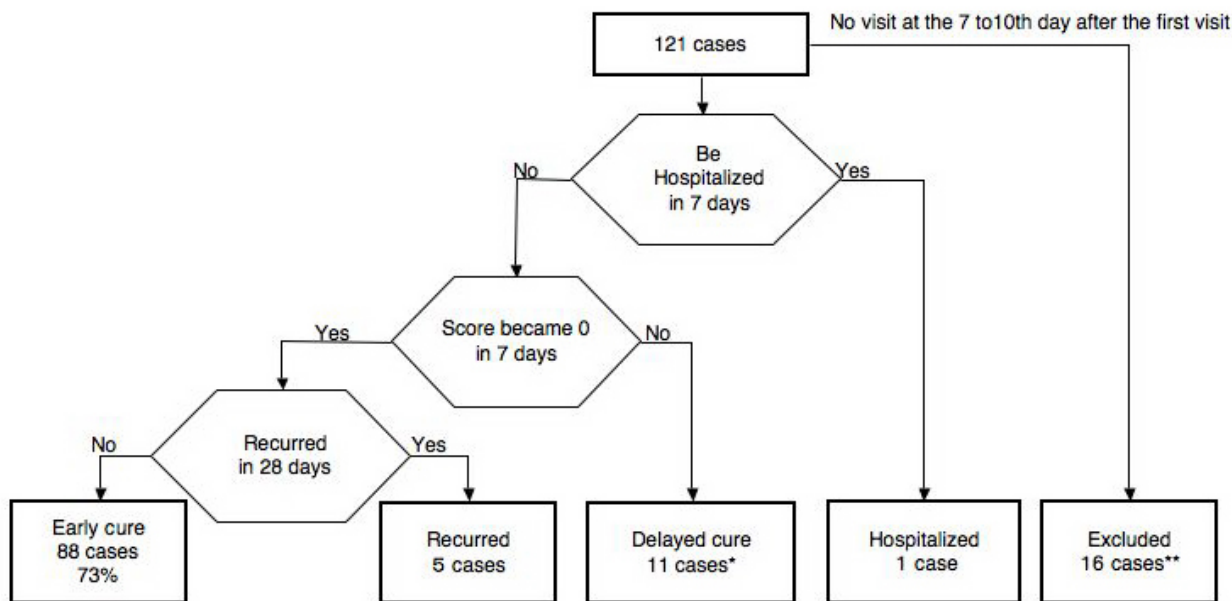 No visit at the 7 to10th day after the first visit
121 cases
Be
Hospitalized
in 7 days
No
Yes
Score became 0
in 7 days
Yes
No
Recurred
in 28 days
No
Yes
Early cure
88 cases
73%
Recurred
5 cases
Delayed cure
11 cases*
Hospitalized
1 case
Excluded
16 cases**